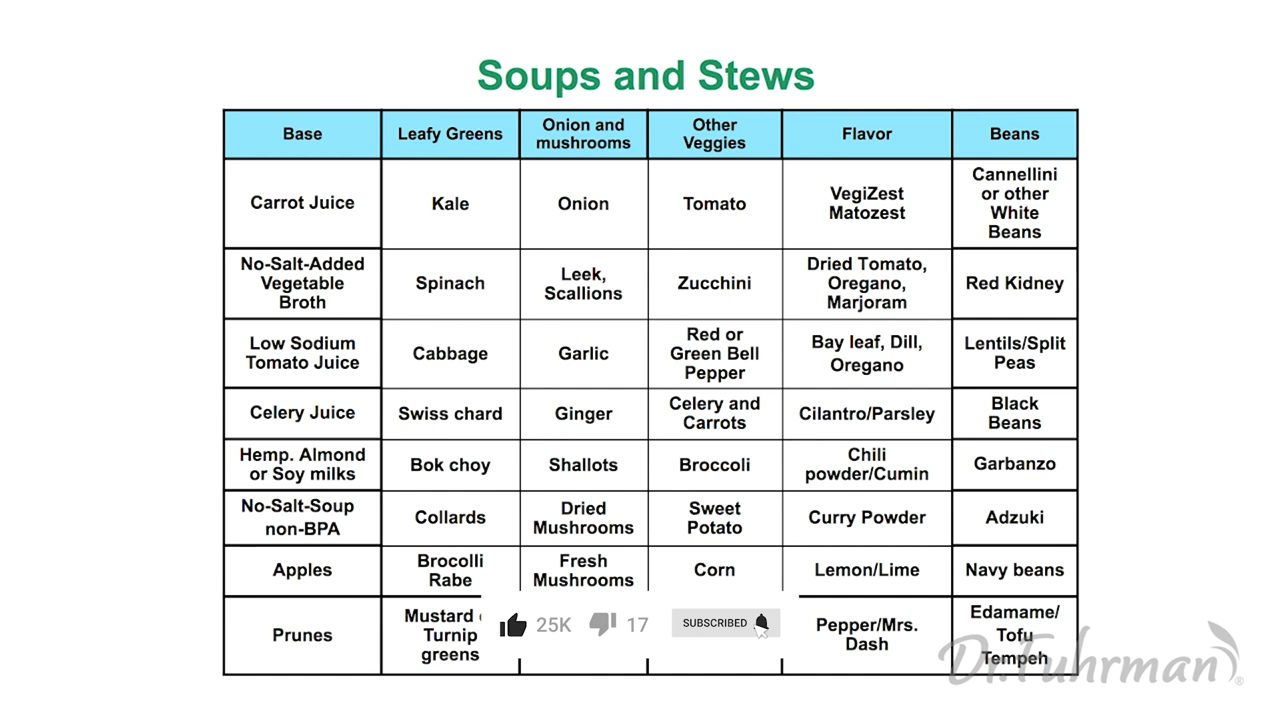 Soups and Stews
Base
Leafy Greens
Onion and
mushrooms
Other
Veggies
Flavor
Beans
Carrot Juice
Kale
Onion
Tomato
VegiZest
Matozest
Cannellini
or other
White
Beans
No-Salt-Added
Vegetable
Broth
Spinach
Leek,
Scallions
Zucchini
Dried Tomato,
Oregano,
Marjoram
Red Kidney
Low Sodium
Tomato Juice
Cabbage
Garlic
Red or
Green Bell
Pepper
Bay leaf, Dill,
Oregano
Lentils/Split
Peas
Celery Juice
Swiss chard
Ginger
Celery and
Carrots
Cilantro/Parsley
Black
Beans
Hemp. Almond
or Soy milks
Bok choy
Shallots
Broccoli
Chili
powder/Cumin
Garbanzo
No-Salt-Soup
non-BPA
Collards
Dried
Mushrooms
Sweet
Potato
Curry Powder
Adzuki
Apples
Brocolli
Rabe
Fresh
Mushrooms
Corn
Lemon/Lime
Navy beans
Prunes
Mustard
Turnip
greens
25K
17
SUBSCRIBED
Pepper/Mrs.
Dash
Edamame/
Tofu
Tempeh
Dr. Fuhrman®